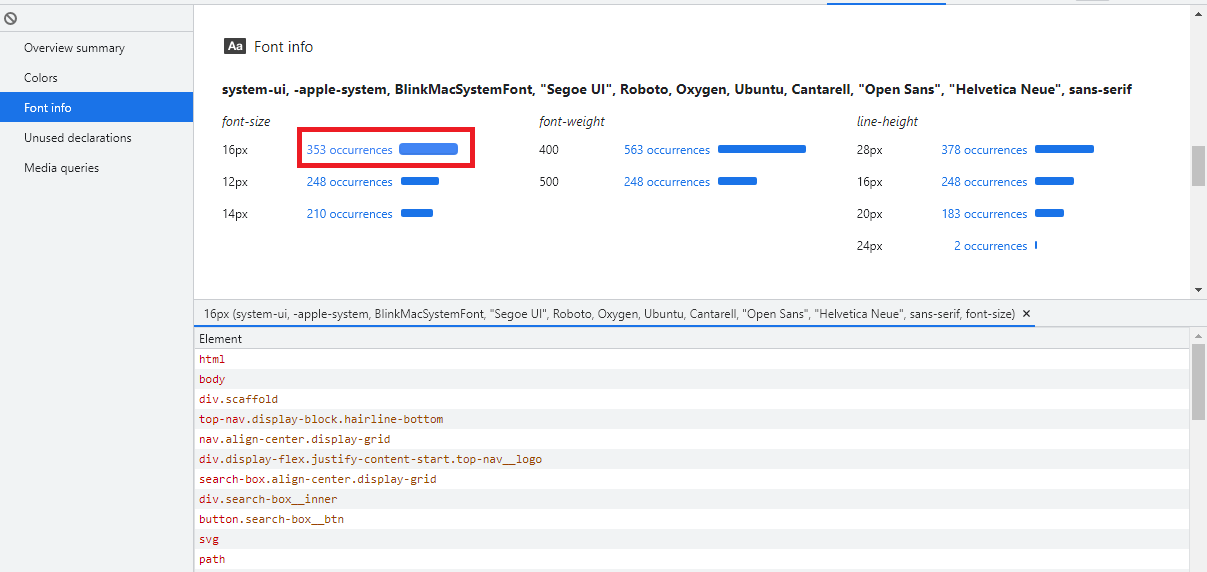 Overview summary
Colors
Font info
Unused declarations
Media queries
Aa Font info
system-ui, -apple-system, BlinkMacSystemFont, "Segoe UI", Roboto, Oxygen, Ubuntu, Cantarell, "Open Sans", "Helvetica Neue", sans-serif
font-size font-weight line-height
16px 353 occurrences 400 563 occurrences 28px 378 occurrences
12px 248 occurrences 500 248 occurrences 16px 248 occurrences
14px 210 occurrences 20px 183 occurrences
24px 2 occurrences
16px (system-ui, -apple-system, BlinkMacSystemFont, "Segoe UI", Roboto, Oxygen, Ubuntu, Cantarell, "Open Sans", "Helvetica Neue", sans-serif, font-size) ×
Element
html
body
div.scaffold
top-nav.display-block.hairline-bottom
nav.align-center.display-grid
div.display-flex.justify-content-start.top-nav__logo
search-box.align-center.display-grid
div.search-box__inner
button.search-box__btn
svg
path